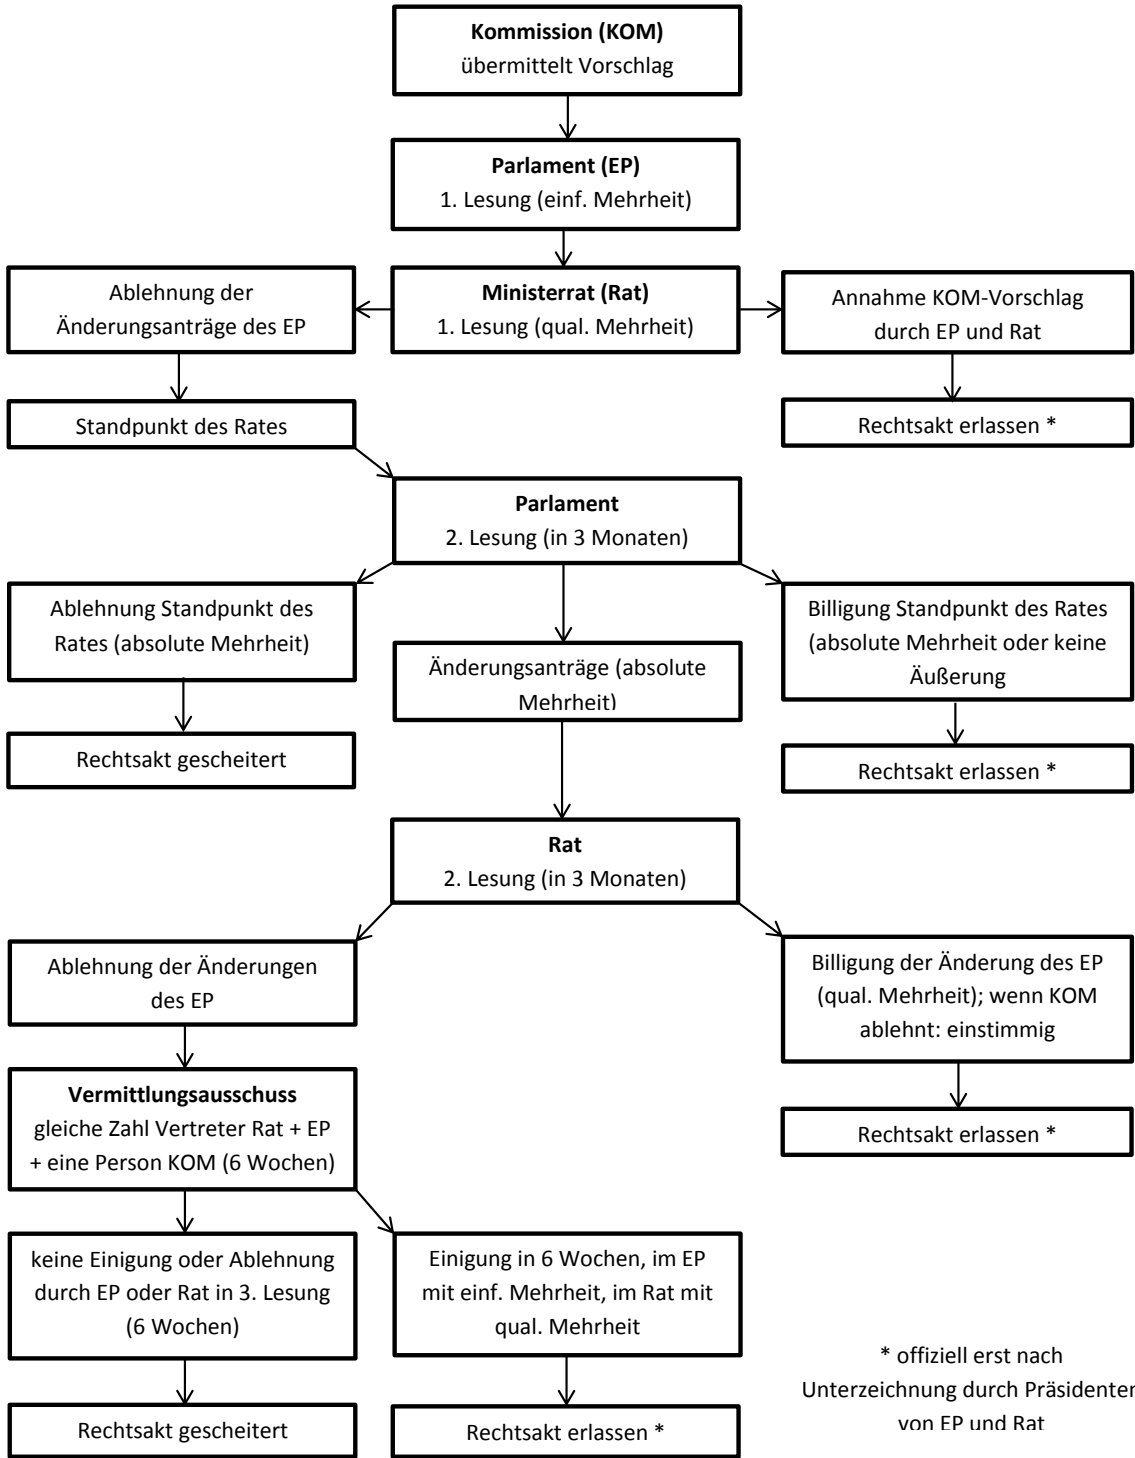 Kommission (KOM)
übermittelt Vorschlag
Parlament (EP)
1. Lesung (einf. Mehrheit)
Ablehnung der
Änderungsanträge des EP
Ministerrat (Rat)
1. Lesung (qual. Mehrheit)
Annahme KOM-Vorschlag
durch EP und Rat
Standpunkt des Rates
Rechtsakt erlassen *
Parlament
2. Lesung (in 3 Monaten)
Ablehnung Standpunkt des
Rates (absolute Mehrheit)
Änderungsanträge (absolute
Mehrheit)
Billigung Standpunkt des Rates
(absolute Mehrheit oder keine
Äußerung
Rechtsakt gescheitert
Rechtsakt erlassen *
Rat
2. Lesung (in 3 Monaten)
Ablehnung der Änderungen
des EP
Billigung der Änderung des EP
(qual. Mehrheit); wenn KOM
ablehnt: einstimmig
Vermittlungsausschuss
gleiche Zahl Vertreter Rat + EP
+ eine Person KOM (6 Wochen)
Rechtsakt erlassen *
keine Einigung oder Ablehnung
durch EP oder Rat in 3. Lesung
(6 Wochen)
Einigung in 6 Wochen, im EP
mit einf. Mehrheit, im Rat mit
qual. Mehrheit
Rechtsakt gescheitert
Rechtsakt erlassen *
* offiziell erst nach
Unterzeichnung durch Präsidenten
von EP und Rat